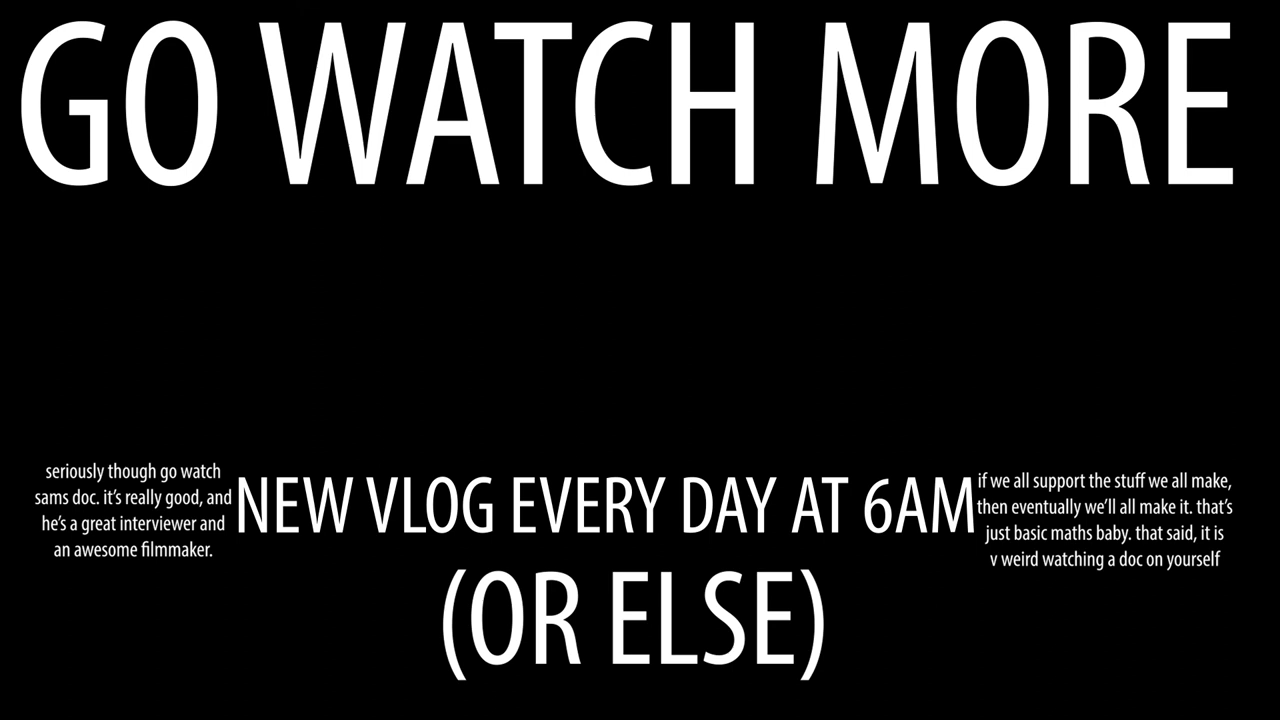 GO WATCH MORE
seriously though go watch
sams doc. it's really good, and
he's a great interviewer and
an awesome filmmaker.
NEW VLOG EVERY DAY AT 6AM
(OR ELSE)
if we all support the stuff we all make,
then eventually we'll all make it. that's
just basic maths baby. that said, it is
v weird watching a doc on yourself